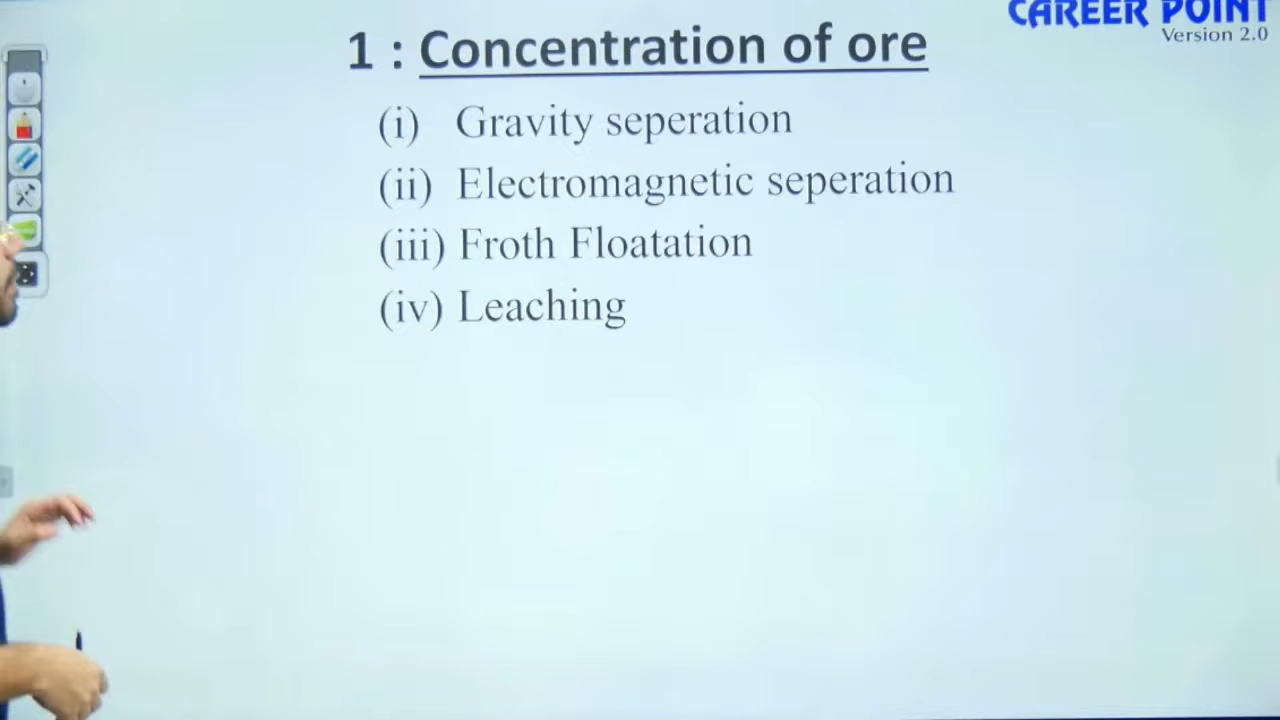 CAREER POINT
Version 2.0
1 : Concentration of ore
(i) Gravity seperation
(ii) Electromagnetic seperation
(iii) Froth Floatation
(iv) Leaching